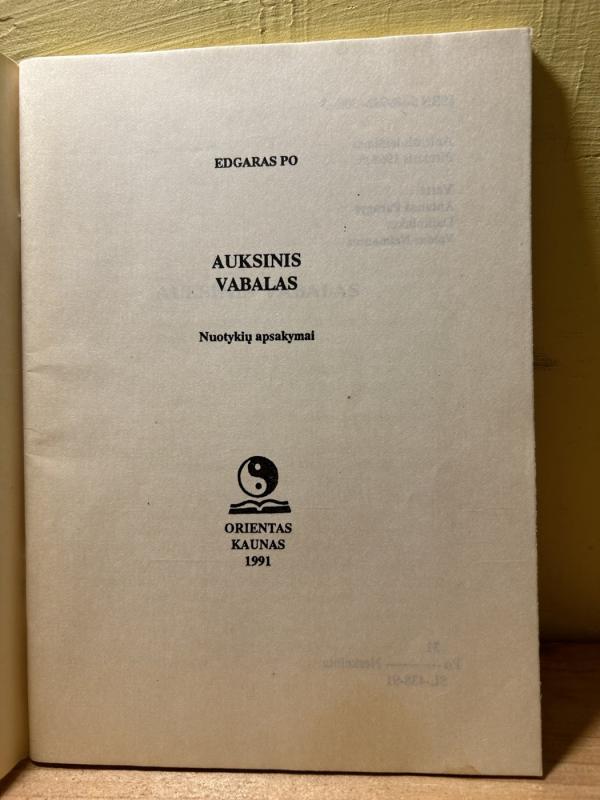 EDGARAS PO
AUKSINIS
VABALAS
Nuotykių apsakymai
ORIENTAS
KAUNAS
1991